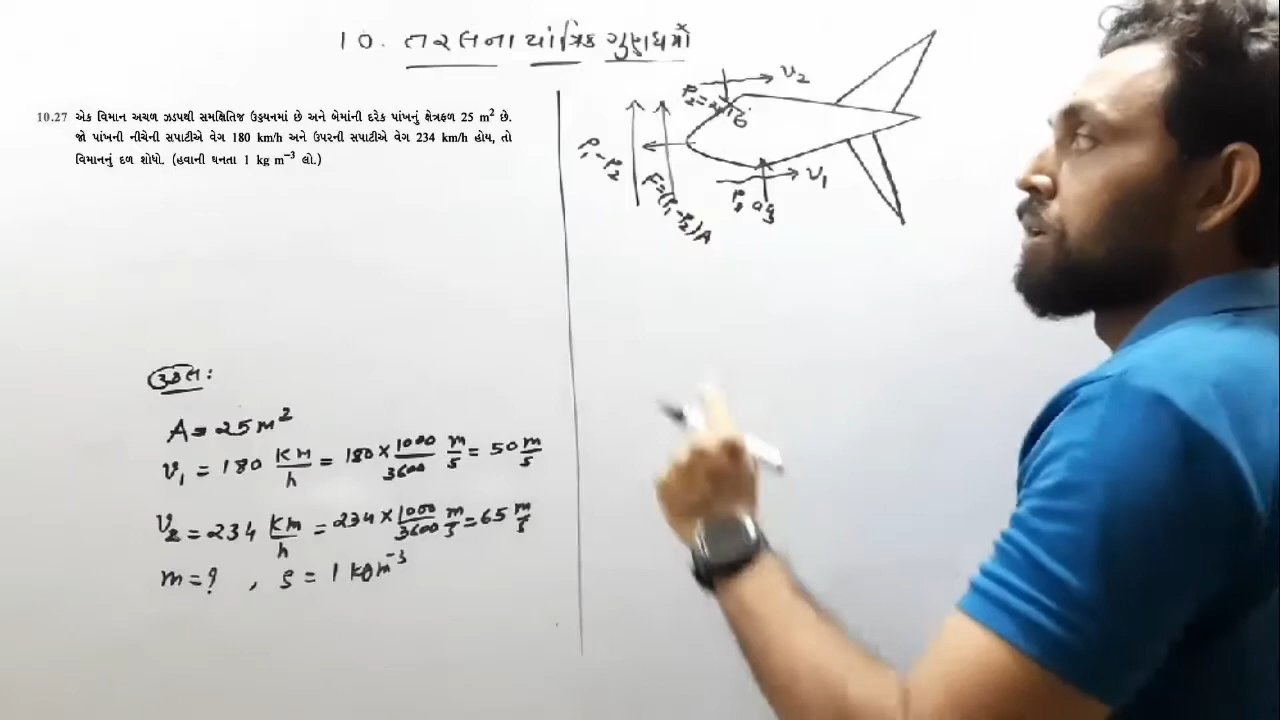 10. તરલના યાંત્રિક ગુણધર્મો
10.27 એક વિમાન અચળ ઝડપથી સમક્ષિતિજ ઉડ્ડયનમાં છે અને બેમાંની દરેક પાંખનું ક્ષેત્રફળ 25 m² છે.
જો પાંખની નીચેની સપાટીએ વેગ 180 km/h અને ઉપરની સપાટીએ વેગ 234 km/h હોય, તો
વિમાનનું દળ શોધો. (હવાની ઘનતા 1 kg m⁻³ લો.)
ઉકેલ:
A = 25 m²
v₁ = 180 KM/h = 180 × 1000/3600 m/s = 50 m/s
v₂ = 234 Km/h = 234 × 1000/3600 m/s = 65 m/s
m = ? , ρ = 1 kg m⁻³
v₂
P₂ =
P₁ - P₂
F = (P₁ - P₂)A
v₁
P₁